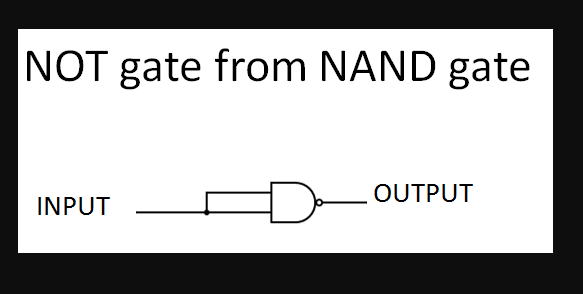 NOT gate from NAND gate
INPUT
OUTPUT